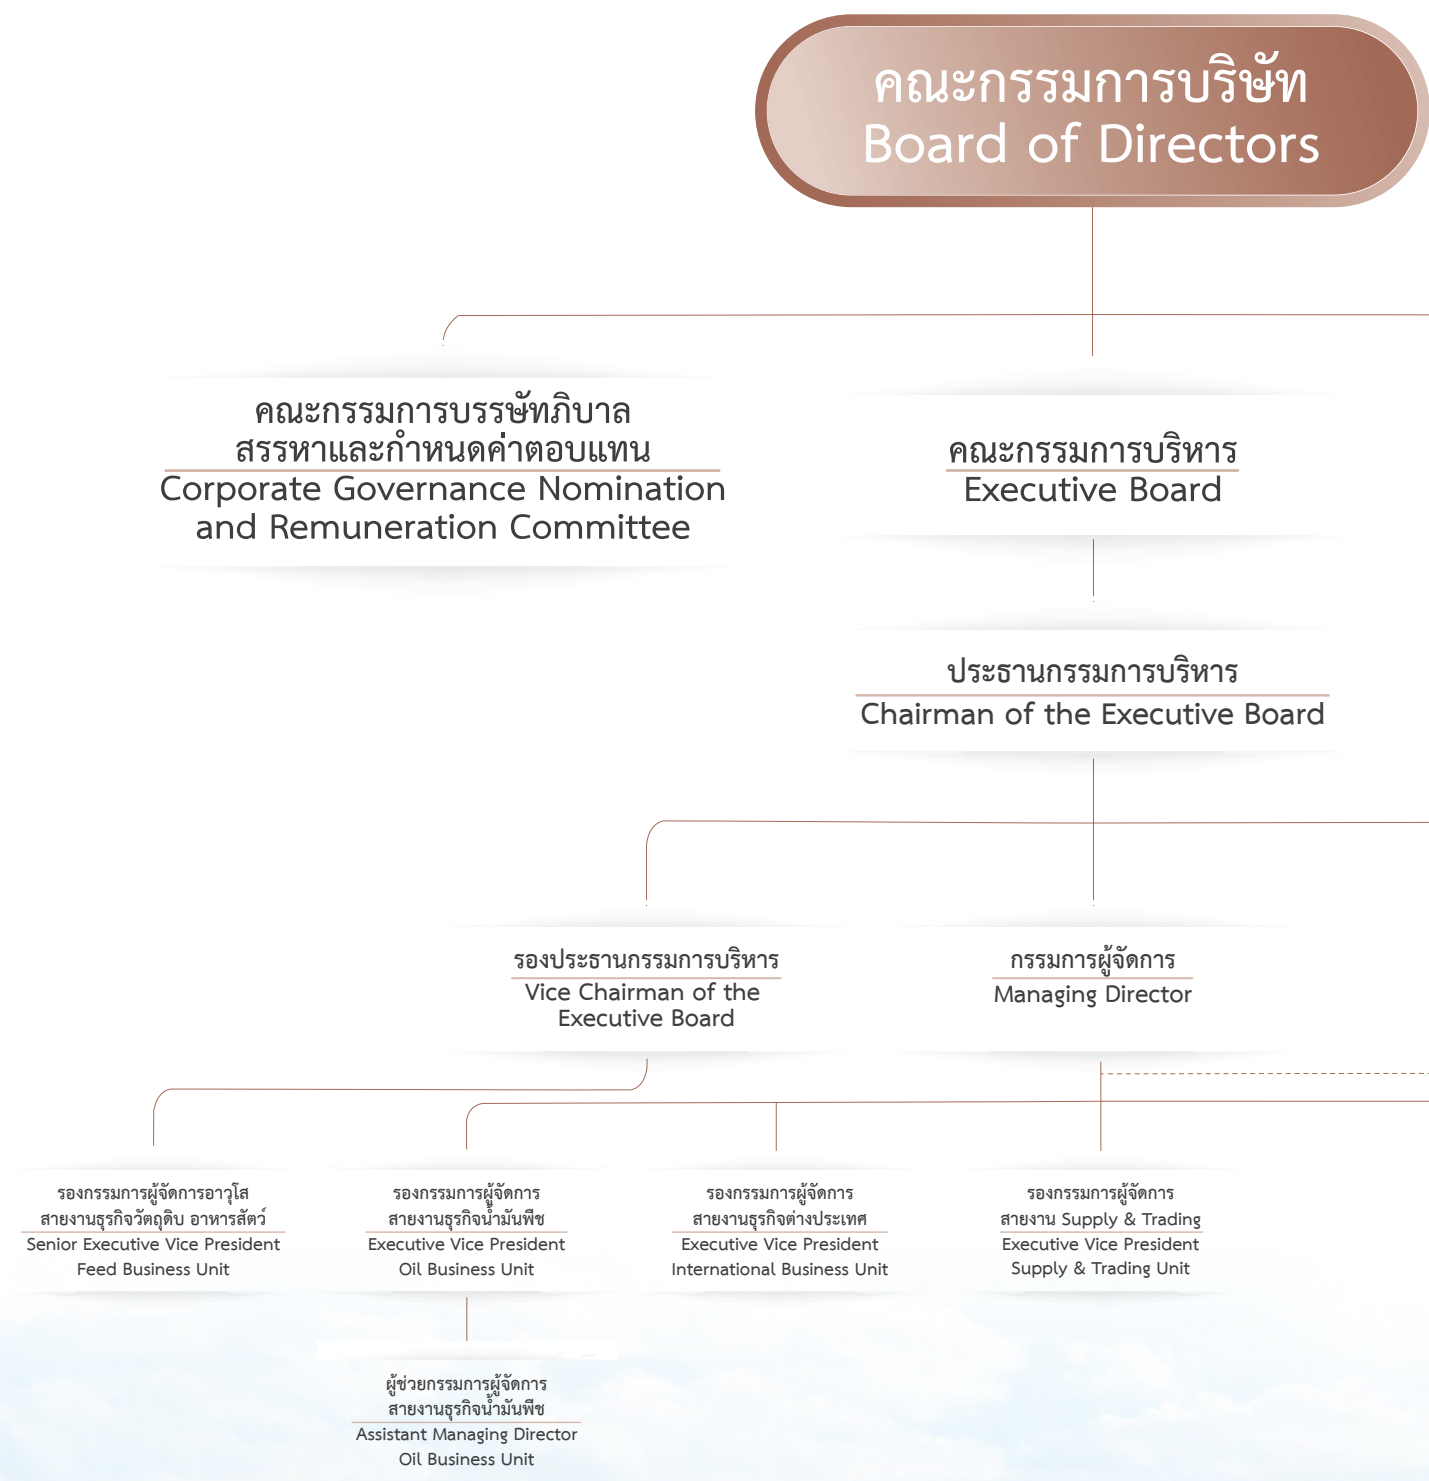 คณะกรรมการบริษัท
Board of Directors
คณะกรรมการบรรษัทภิบาล
สรรหาและกำหนดค่าตอบแทน
Corporate Governance Nomination
and Remuneration Committee
คณะกรรมการบริหาร
Executive Board
ประธานกรรมการบริหาร
Chairman of the Executive Board
รองประธานกรรมการบริหาร
Vice Chairman of the
Executive Board
กรรมการผู้จัดการ
Managing Director
รองกรรมการผู้จัดการอาวุโส
สายงานธุรกิจวัตถุดิบ อาหารสัตว์
Senior Executive Vice President
Feed Business Unit
รองกรรมการผู้จัดการ
สายงานธุรกิจน้ำมันพืช
Executive Vice President
Oil Business Unit
รองกรรมการผู้จัดการ
สายงานธุรกิจต่างประเทศ
Executive Vice President
International Business Unit
รองกรรมการผู้จัดการ
สายงาน Supply & Trading
Executive Vice President
Supply & Trading Unit
ผู้ช่วยกรรมการผู้จัดการ
สายงานธุรกิจน้ำมันพืช
Assistant Managing Director
Oil Business Unit